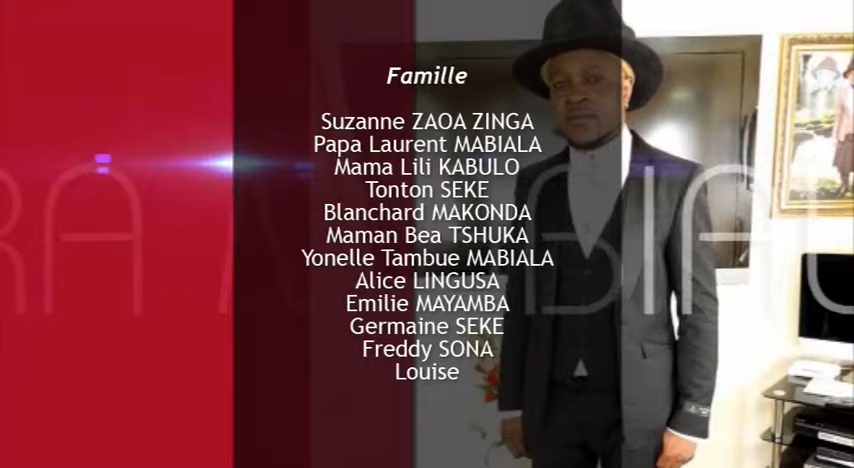 Famille
Suzanne ZAOA ZINGA
Papa Laurent MABIALA
Mama Lili KABULO
Tonton SEKE
Blanchard MAKONDA
Maman Bea TSHUKA
Yonelle Tambue MABIALA
Alice LINGUSA
Emilie MAYAMBA
Germaine SEKE
Freddy SONA
Louise